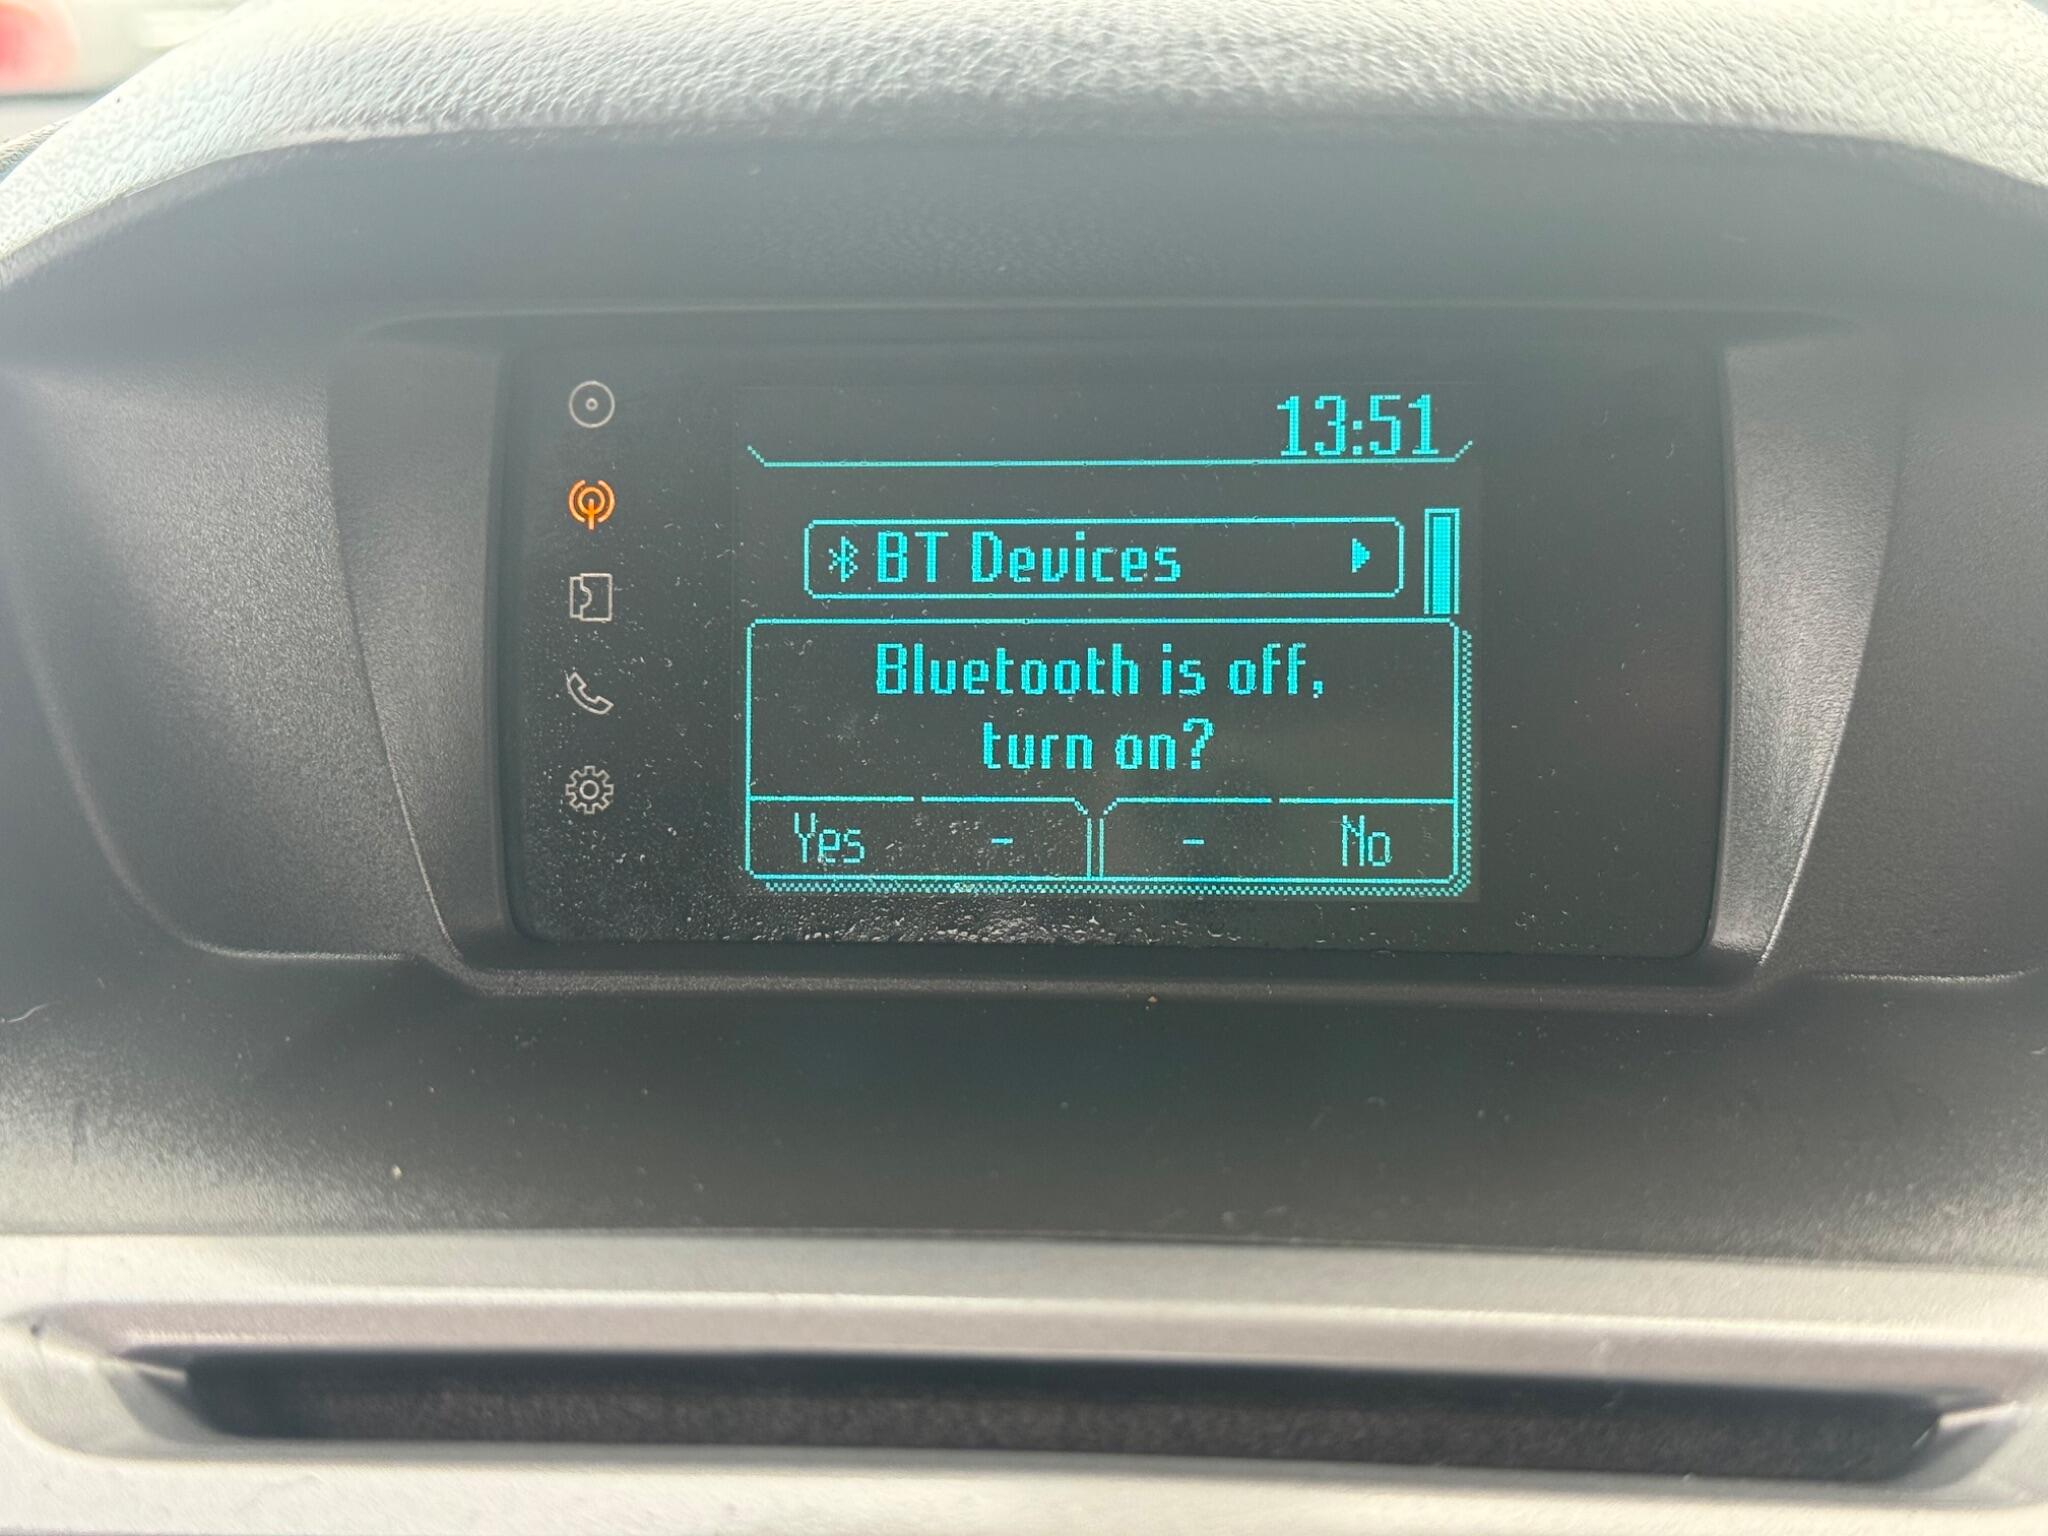 13:51
BT Devices
Bluetooth is off,
turn on?
Yes - - No